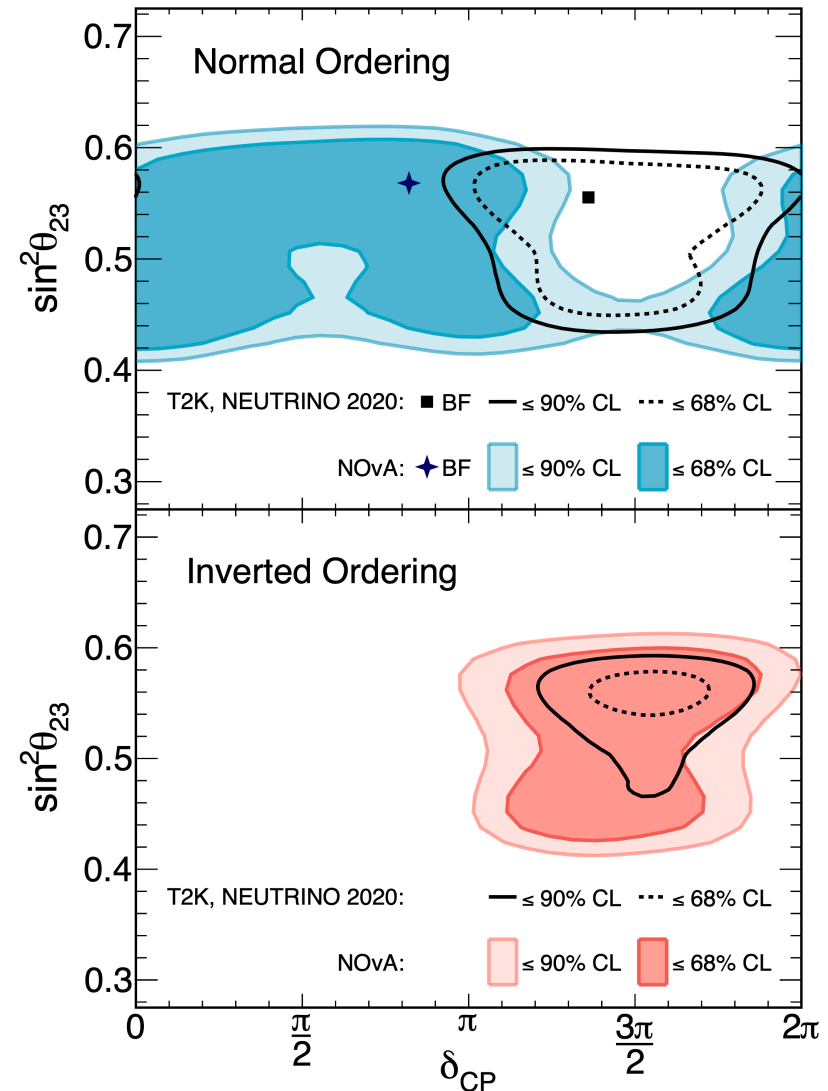 0.7
Normal Ordering
0.6
sin²θ₂₃
0.5
0.4
T2K, NEUTRINO 2020: BF ≤ 90% CL ≤ 68% CL
NOvA: BF ≤ 90% CL ≤ 68% CL
0.3
0.7
Inverted Ordering
0.6
sin²θ₂₃
0.5
0.4
T2K, NEUTRINO 2020: ≤ 90% CL ≤ 68% CL
NOvA: ≤ 90% CL ≤ 68% CL
0.3
0 π/2 π 3π/2 2π
δCP